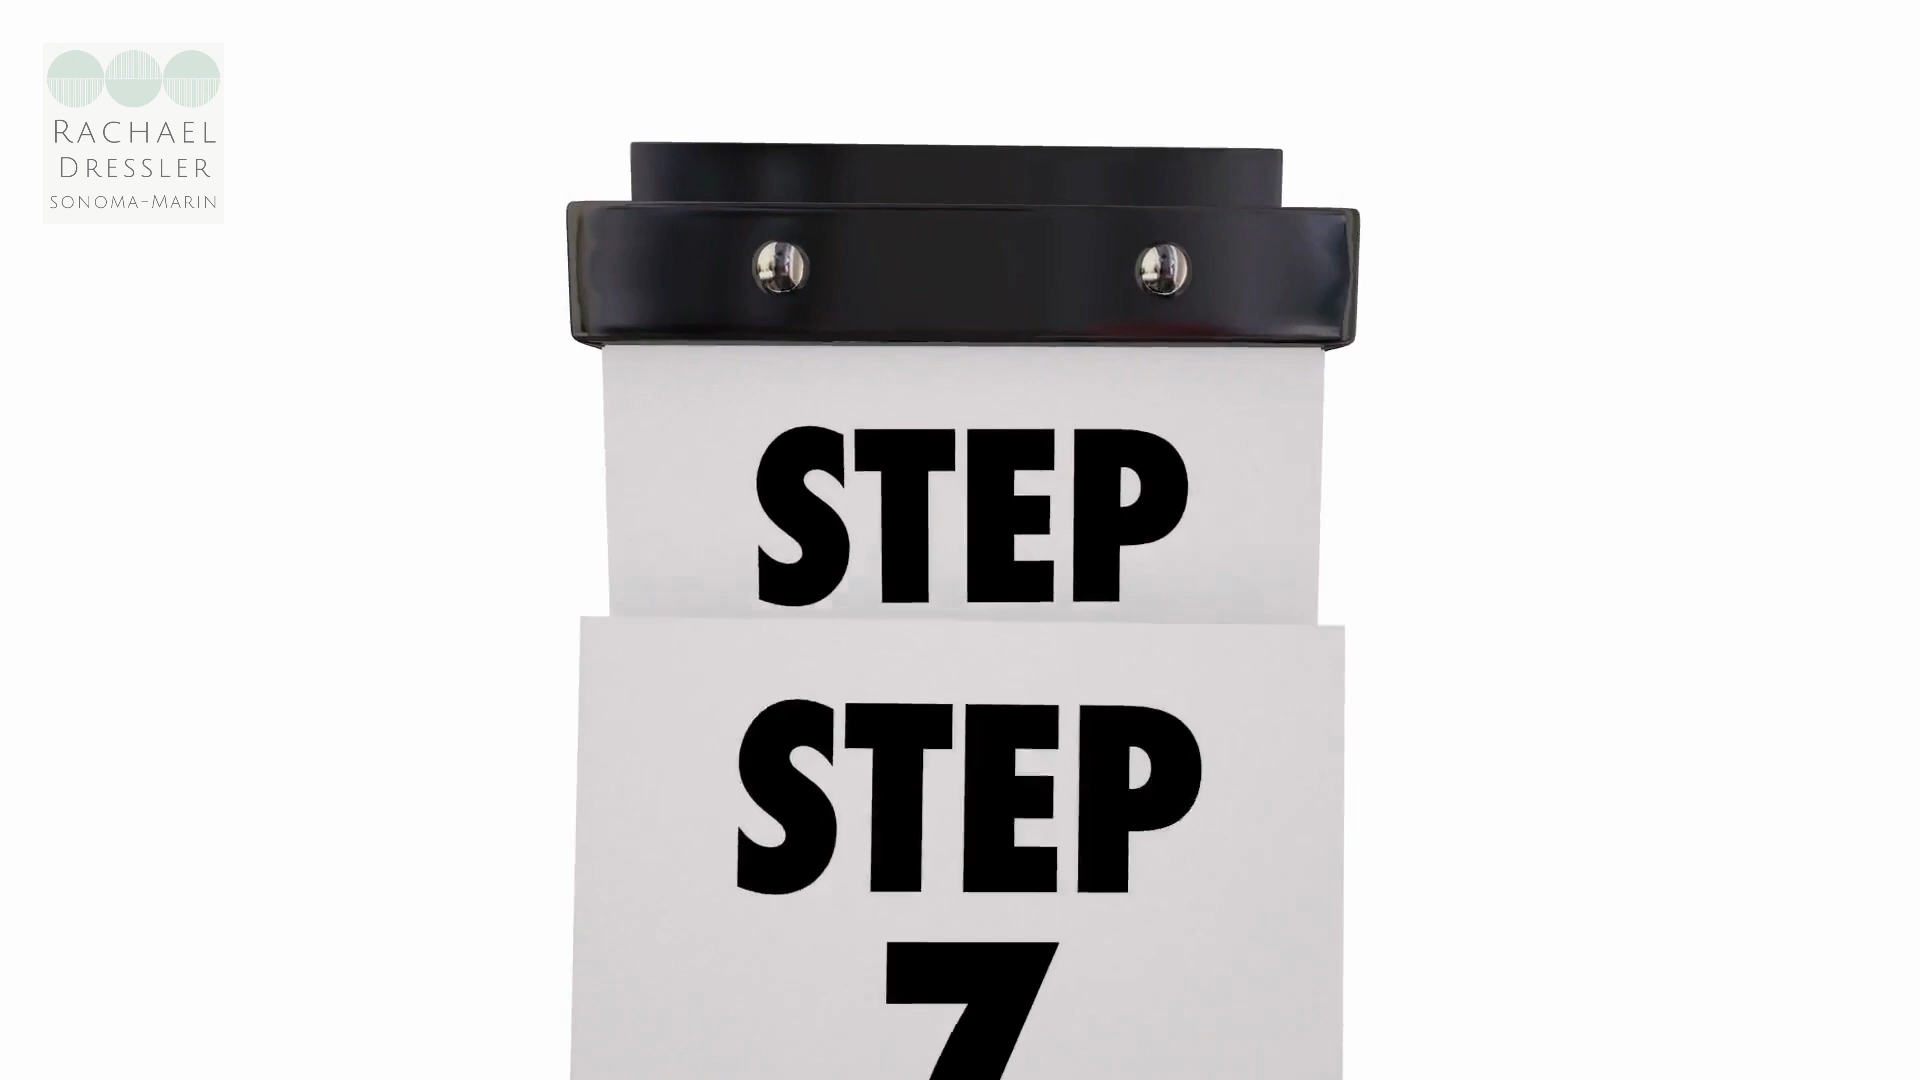 RACHAEL
DRESSLER
SONOMA-MARIN
STEP
STEP
7